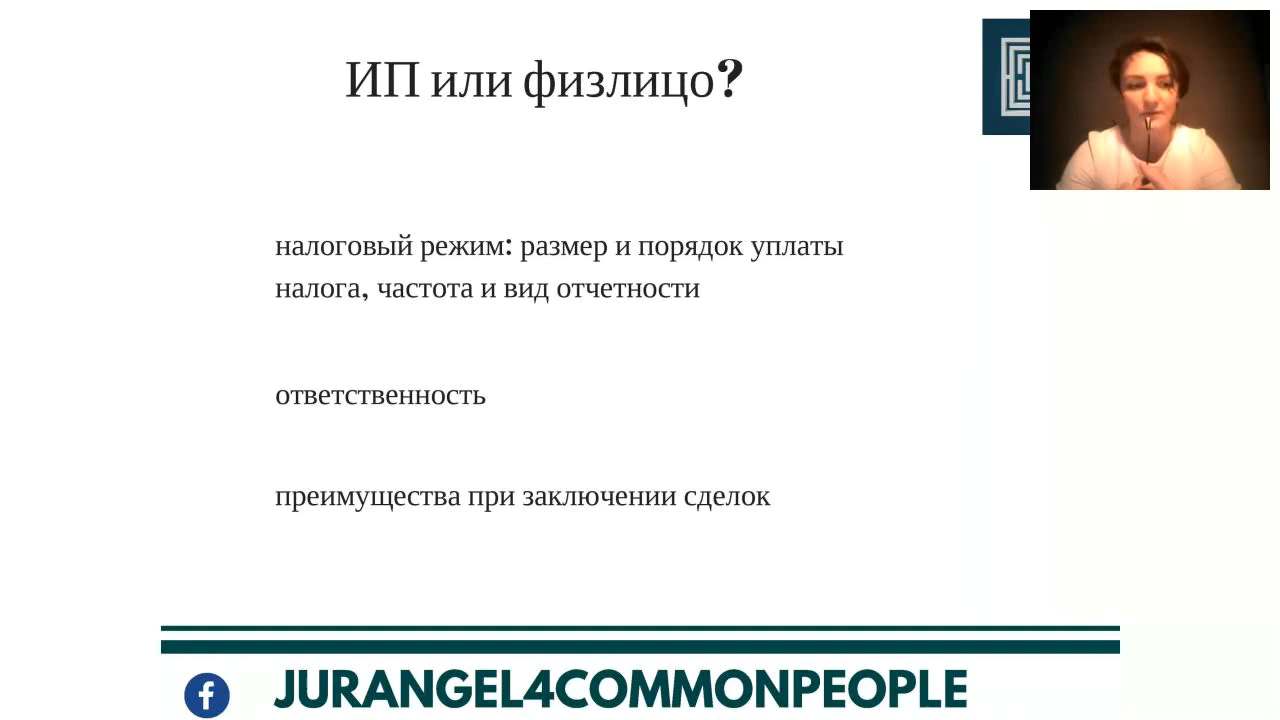 ИП или физлицо?
налоговый режим: размер и порядок уплаты
налога, частота и вид отчетности
ответственность
преимущества при заключении сделок
JURANGEL4COMMONPEOPLE